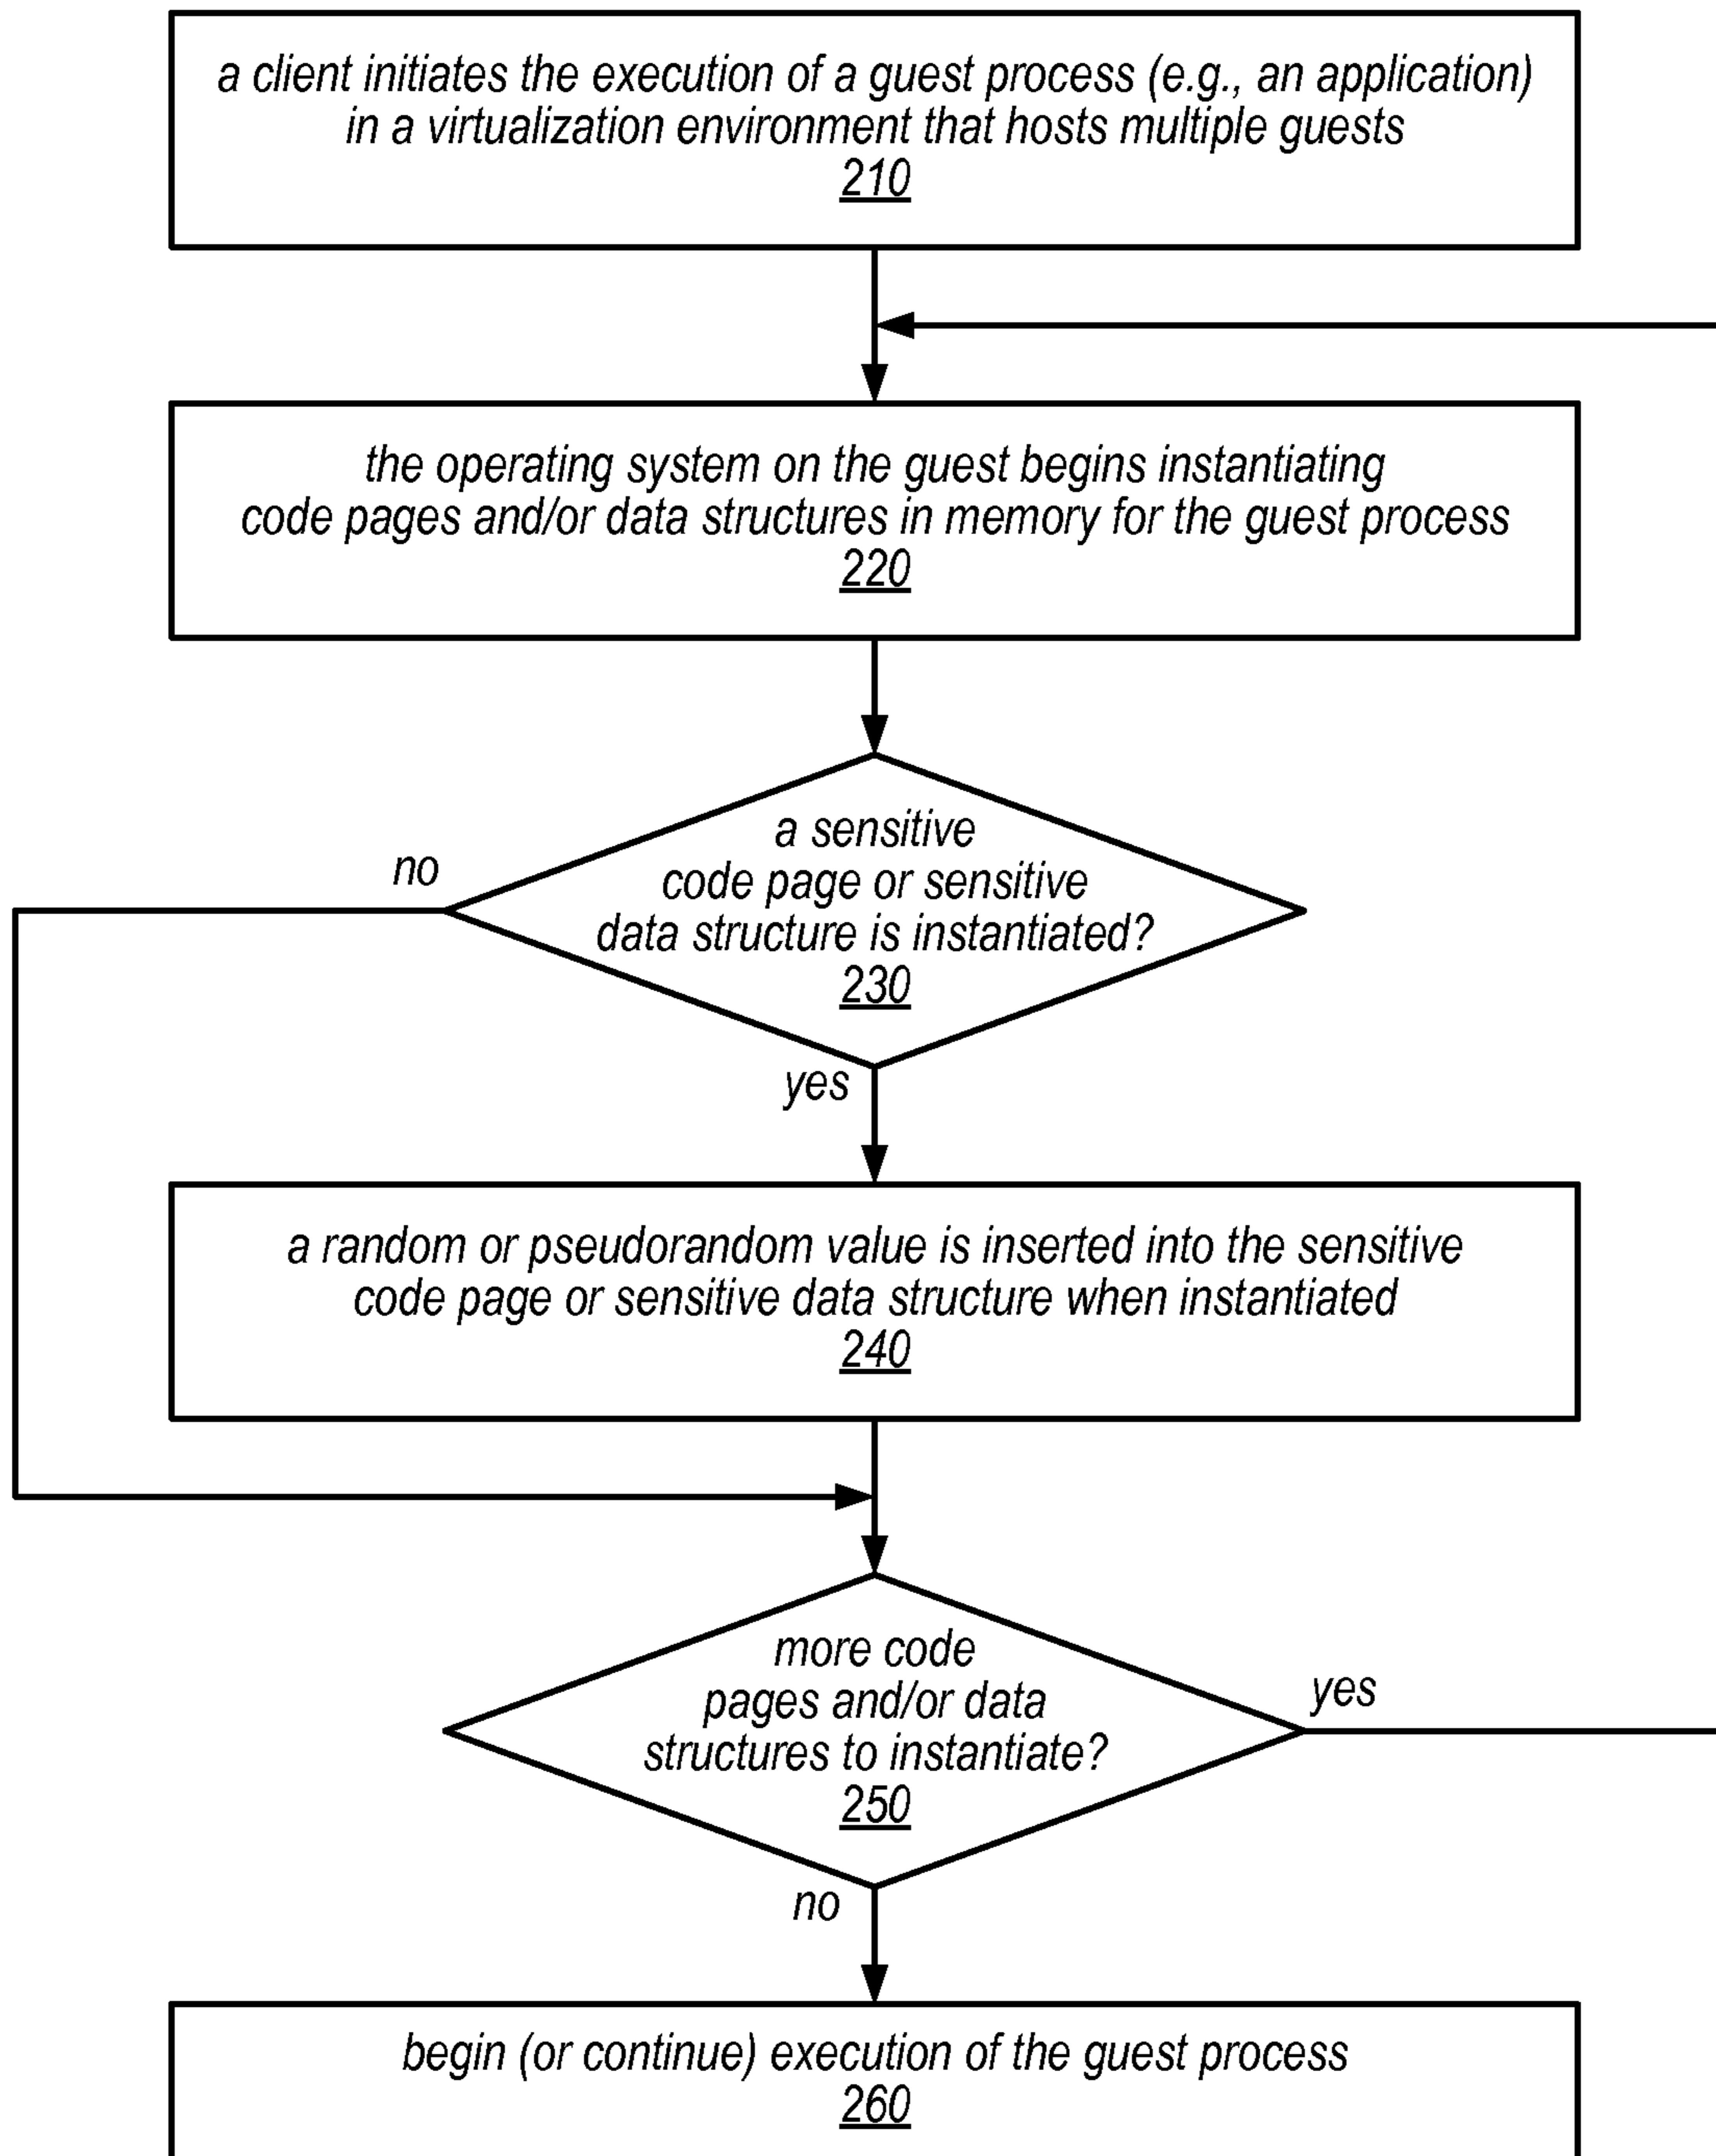 a client initiates the execution of a guest process (e.g., an application)
in a virtualization environment that hosts multiple guests
210
the operating system on the guest begins instantiating
code pages and/or data structures in memory for the guest process
220
a sensitive
code page or sensitive
data structure is instantiated?
230
no
yes
a random or pseudorandom value is inserted into the sensitive
code page or sensitive data structure when instantiated
240
more code
pages and/or data
structures to instantiate?
250
yes
no
begin (or continue) execution of the guest process
260